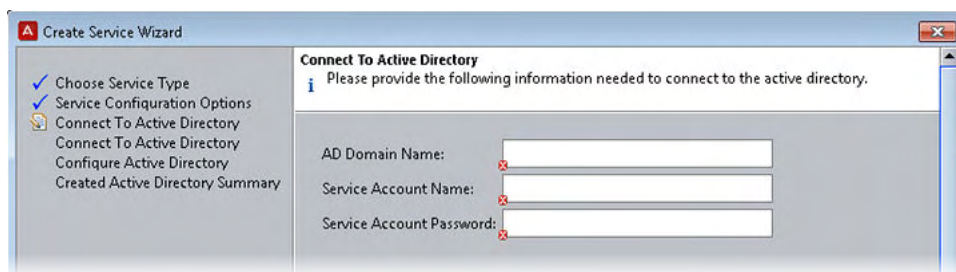 Create Service Wizard
Choose Service Type
Service Configuration Options
Connect To Active Directory
Connect To Active Directory
Configure Active Directory
Created Active Directory Summary
Connect To Active Directory
i Please provide the following information needed to connect to the active directory.
AD Domain Name:
Service Account Name:
Service Account Password: